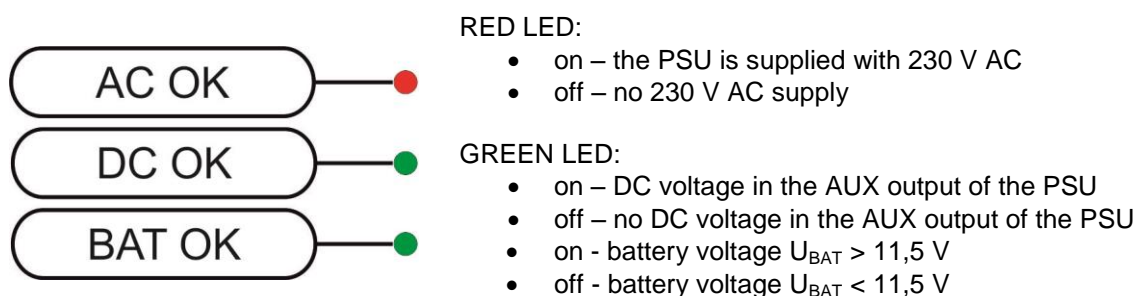 AC OK
DC OK
BAT OK
RED LED:
• on – the PSU is supplied with 230 V AC
• off – no 230 V AC supply
GREEN LED:
• on – DC voltage in the AUX output of the PSU
• off – no DC voltage in the AUX output of the PSU
• on - battery voltage UBAT > 11,5 V
• off - battery voltage UBAT < 11,5 V